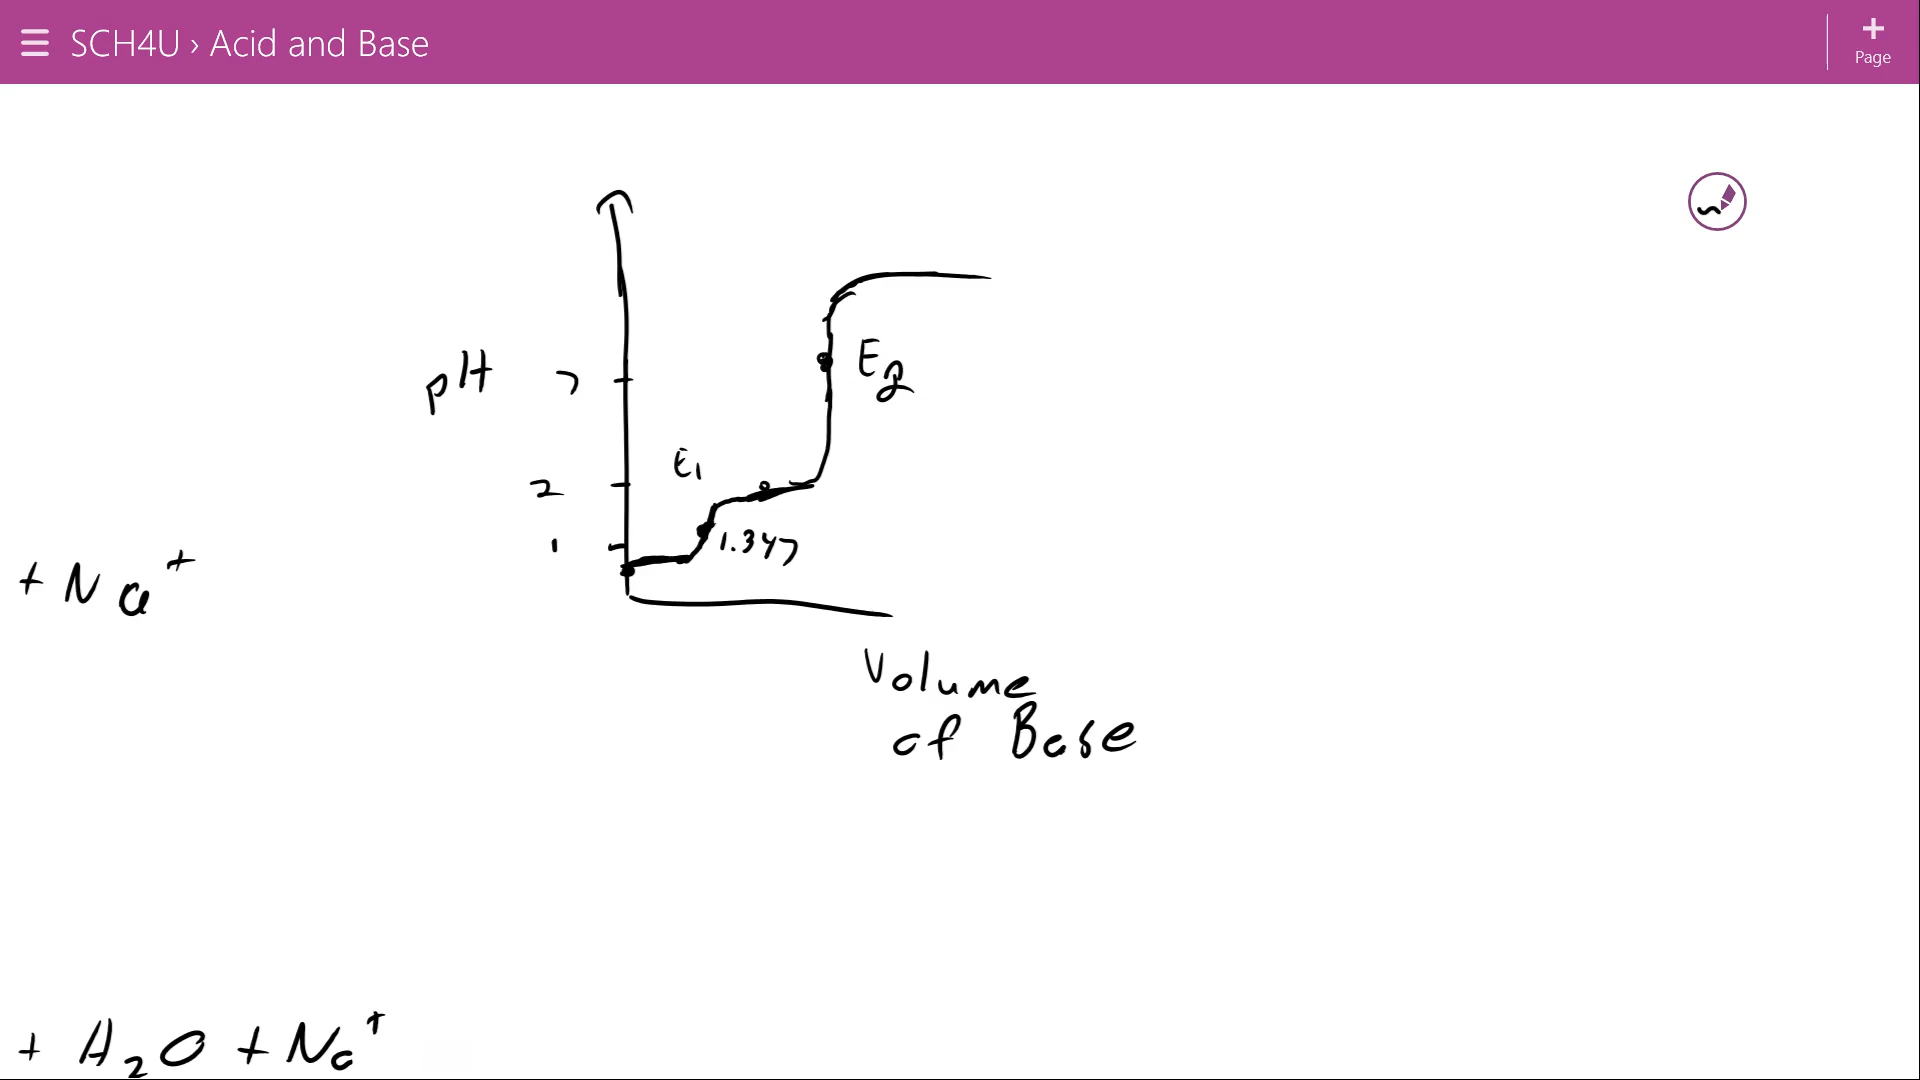 SCH4U › Acid and Base
Page
pH
7
E2
E1
2
1.347
1
+ Na+
Volume
of Base
+ H2O + Na+